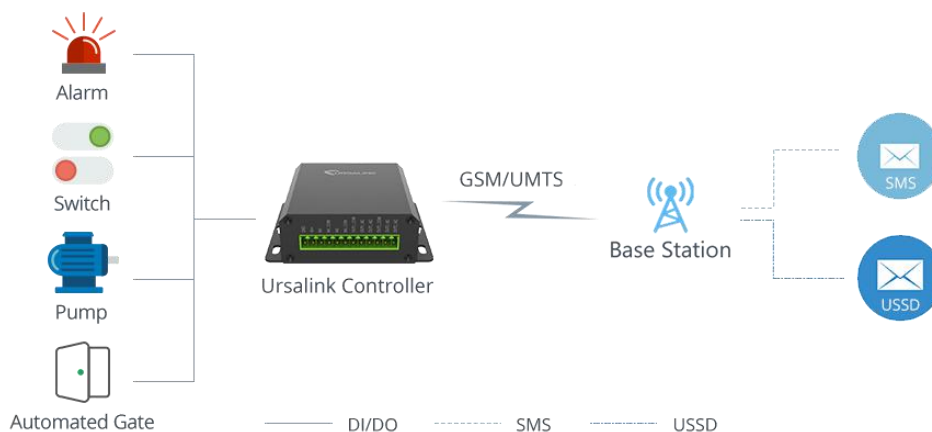 Alarm
Switch
Pump
Automated Gate
Ursalink Controller
GSM/UMTS
Base Station
SMS
USSD
DI/DO
SMS
USSD